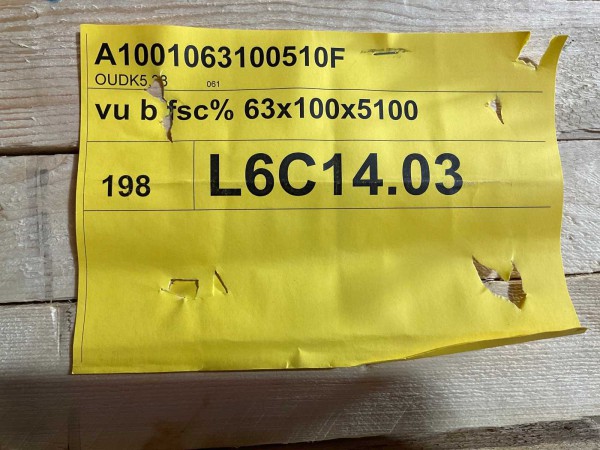 A1001063100510F
061
vu b fsc% 63x100x5100
198 L6C14.03